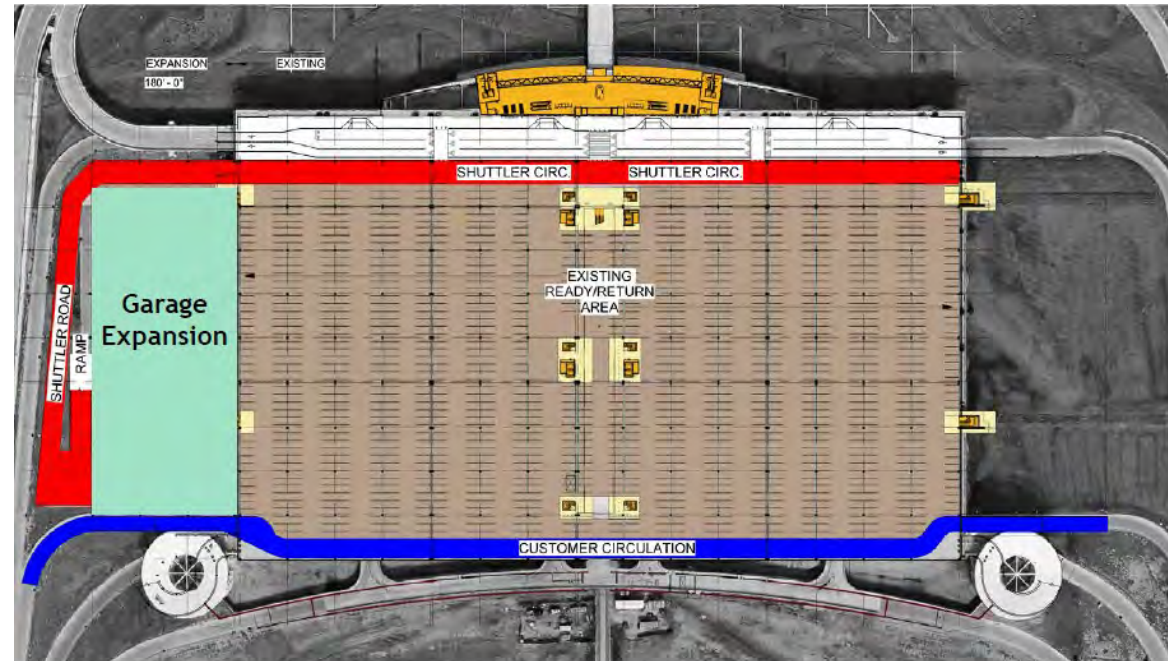 EXPANSION EXISTING
180' - 0"
SHUTTLER CIRC. SHUTTLER CIRC.
EXISTING
READY/RETURN
AREA
Garage
Expansion
SHUTTLER ROAD
RAMP
CUSTOMER CIRCULATION